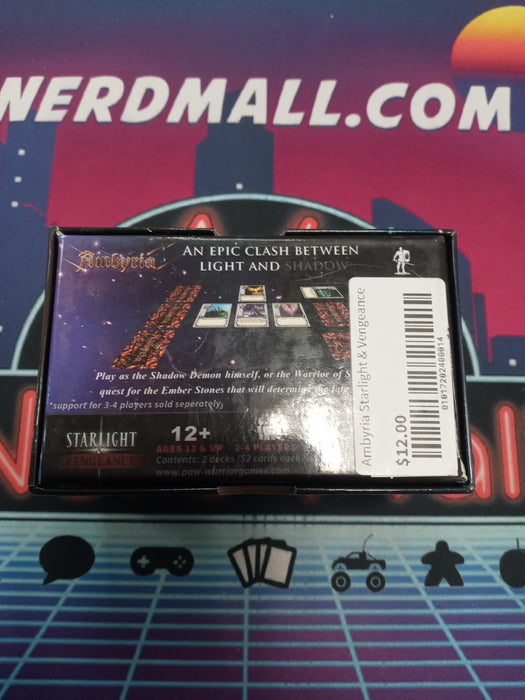 NERDMALL.COM
Ambyria
AN EPIC CLASH BETWEEN
LIGHT AND SHADOW
Play as the Shadow Demon himself, or the Warrior of
quest for the Ember Stones that will determine the fate
*support for 3-4 players sold seperately
STARLIGHT
&
VENGEANCE
12+
AGES 12 & UP 2-4 PLAYERS
Contents: 2 decks (52 cards each
www.paw-warriorgames.com
Ambyria Starlight & Vengeance
$12.00
01017202480014